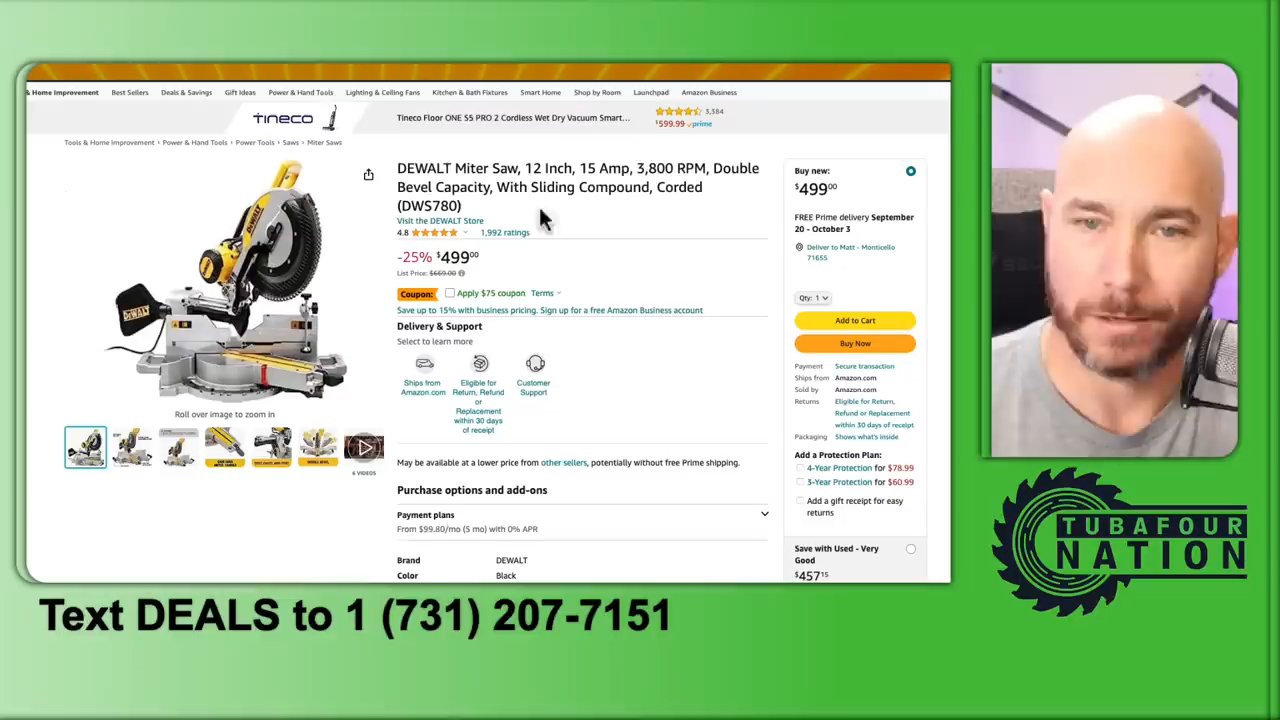 & Home Improvement Best Sellers Deals & Savings Gift Ideas Power & Hand Tools Lighting & Ceiling Fans Kitchen & Bath Fixtures Smart Home Shop by Room Launchpad Amazon Business
tineco
Tineco Floor ONE S5 PRO 2 Cordless Wet Dry Vacuum Smart...
3,384
$599.99 prime
Tools & Home Improvement › Power & Hand Tools › Power Tools › Saws › Miter Saws
DEWALT
Roll over image to zoom in
6 VIDEOS
DEWALT Miter Saw, 12 Inch, 15 Amp, 3,800 RPM, Double
Bevel Capacity, With Sliding Compound, Corded
(DWS780)
Visit the DEWALT Store
4.8 1,992 ratings
-25% $499.00
List Price: $669.00
Coupon: Apply $75 coupon Terms
Save up to 15% with business pricing. Sign up for a free Amazon Business account
Delivery & Support
Select to learn more
Ships from
Amazon.com
Eligible for
Return, Refund
or
Replacement
within 30 days
of receipt
Customer
Support
May be available at a lower price from other sellers, potentially without free Prime shipping.
Purchase options and add-ons
Payment plans
From $99.80/mo (5 mo) with 0% APR
Brand DEWALT
Color Black
Buy new:
$499.00
FREE Prime delivery September
20 - October 3
Deliver to Matt - Monticello
71655
Qty: 1
Add to Cart
Buy Now
Payment Secure transaction
Ships from Amazon.com
Sold by Amazon.com
Returns Eligible for Return,
Refund or Replacement
within 30 days of receipt
Packaging Shows what's inside
Add a Protection Plan:
4-Year Protection for $78.99
3-Year Protection for $60.99
Add a gift receipt for easy
returns
Save with Used - Very
Good
$457.15
TUBAFOUR
NATION
Text DEALS to 1 (731) 207-7151